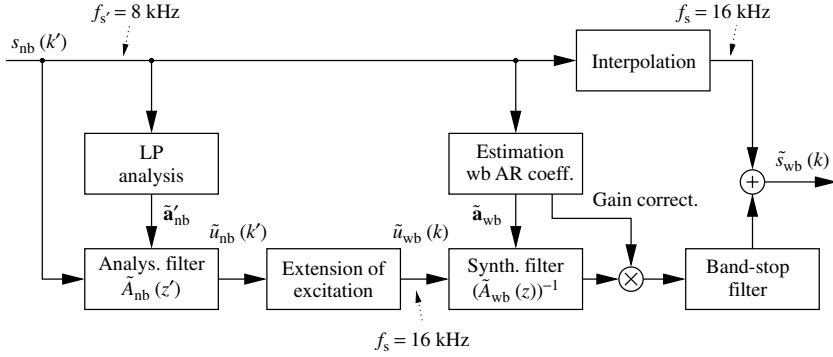 f_s′ = 8 kHz
f_s = 16 kHz
s_nb (k′)
Interpolation
LP
analysis
Estimation
wb AR coeff.
s̃_wb (k)
+
Gain correct.
ã′_nb
ũ_nb (k′)
ũ_wb (k)
ã_wb
Analys. filter
Ã_nb (z′)
Extension of
excitation
Synth. filter
(Ã_wb (z))⁻¹
×
Band-stop
filter
f_s = 16 kHz